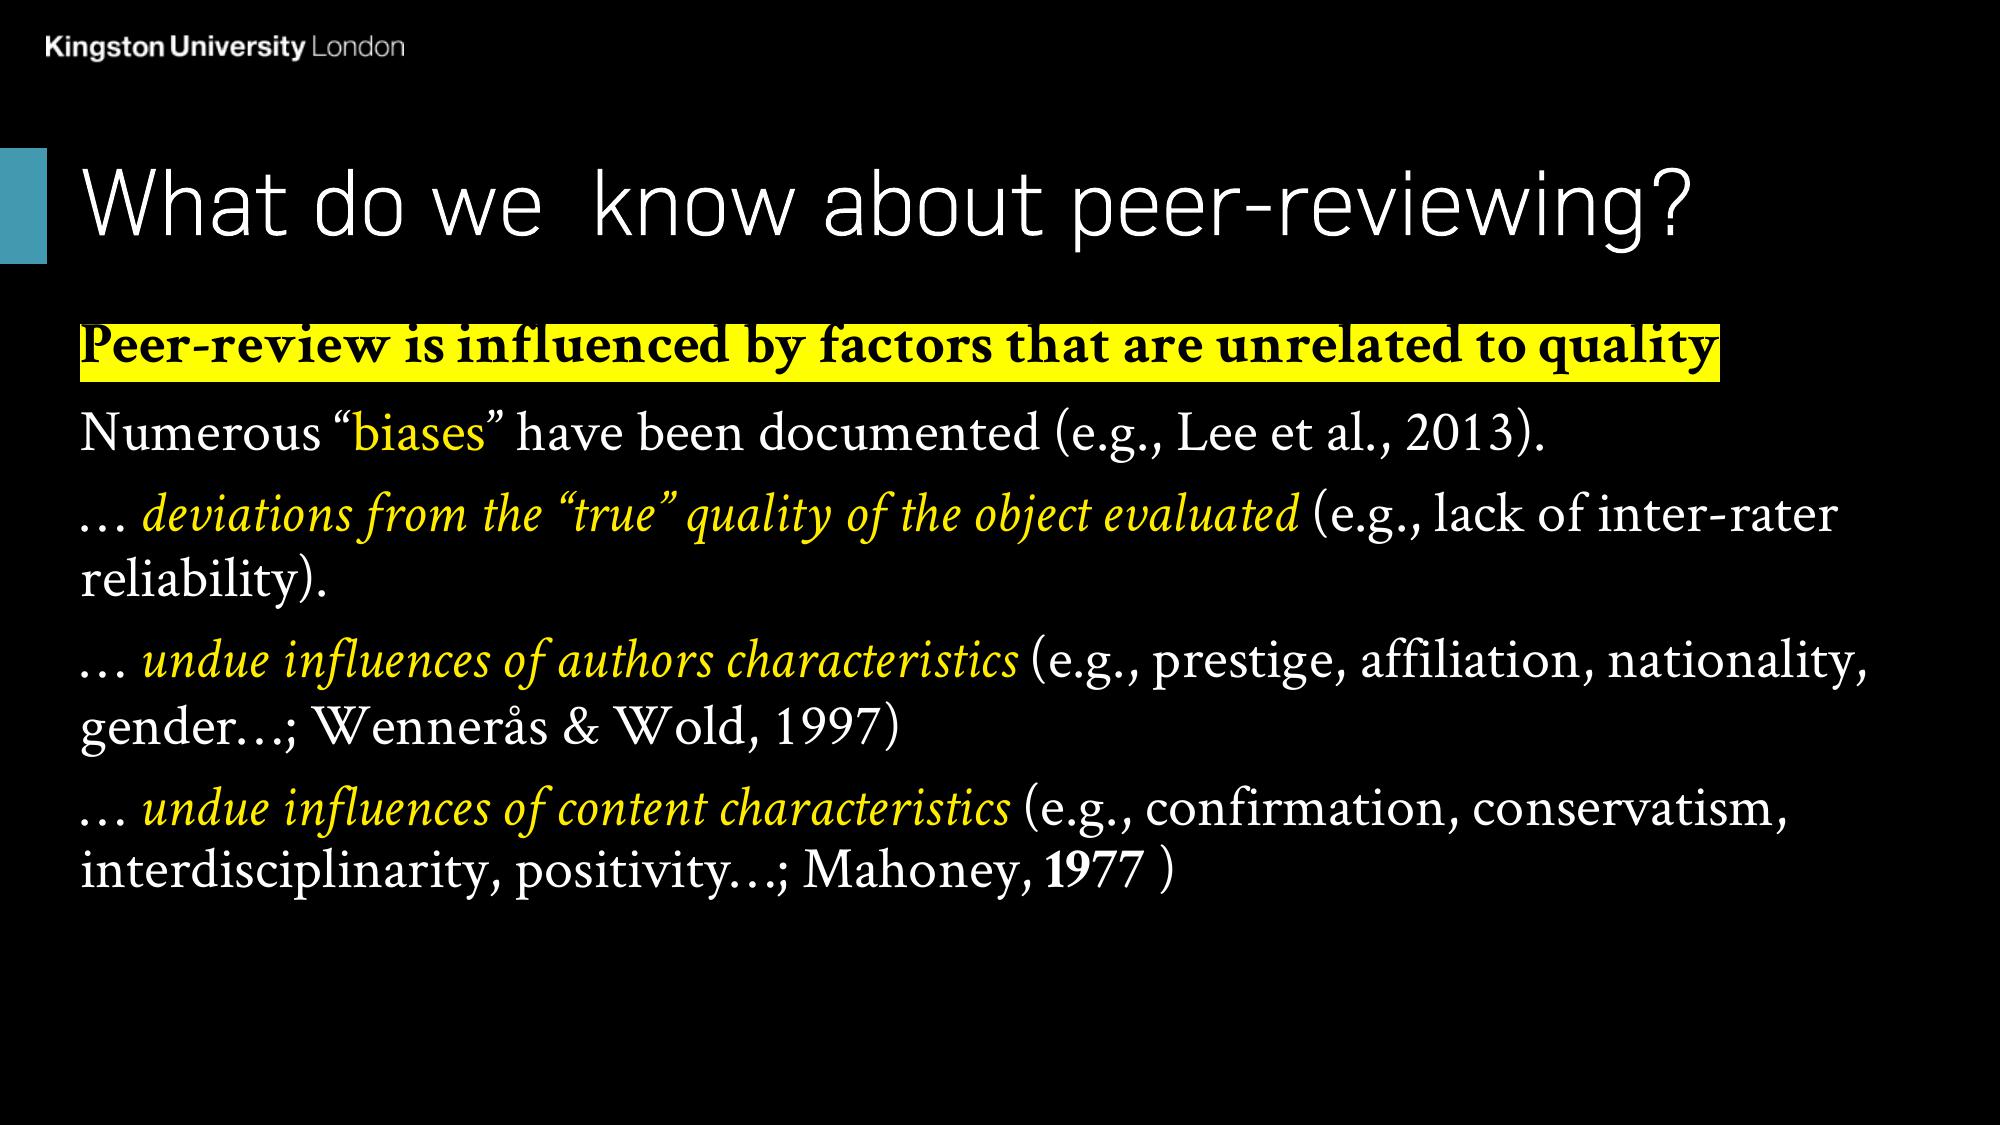 Kingston University London
What do we  know about peer-reviewing?
Peer-review is influenced by factors that are unrelated to quality
Numerous “biases” have been documented (e.g., Lee et al., 2013).
… deviations from the “true” quality of the object evaluated (e.g., lack of inter-rater
reliability).
… undue influences of authors characteristics (e.g., prestige, affiliation, nationality,
gender…; Wennerås & Wold, 1997)
… undue influences of content characteristics (e.g., confirmation, conservatism,
interdisciplinarity, positivity…; Mahoney, 1977 )